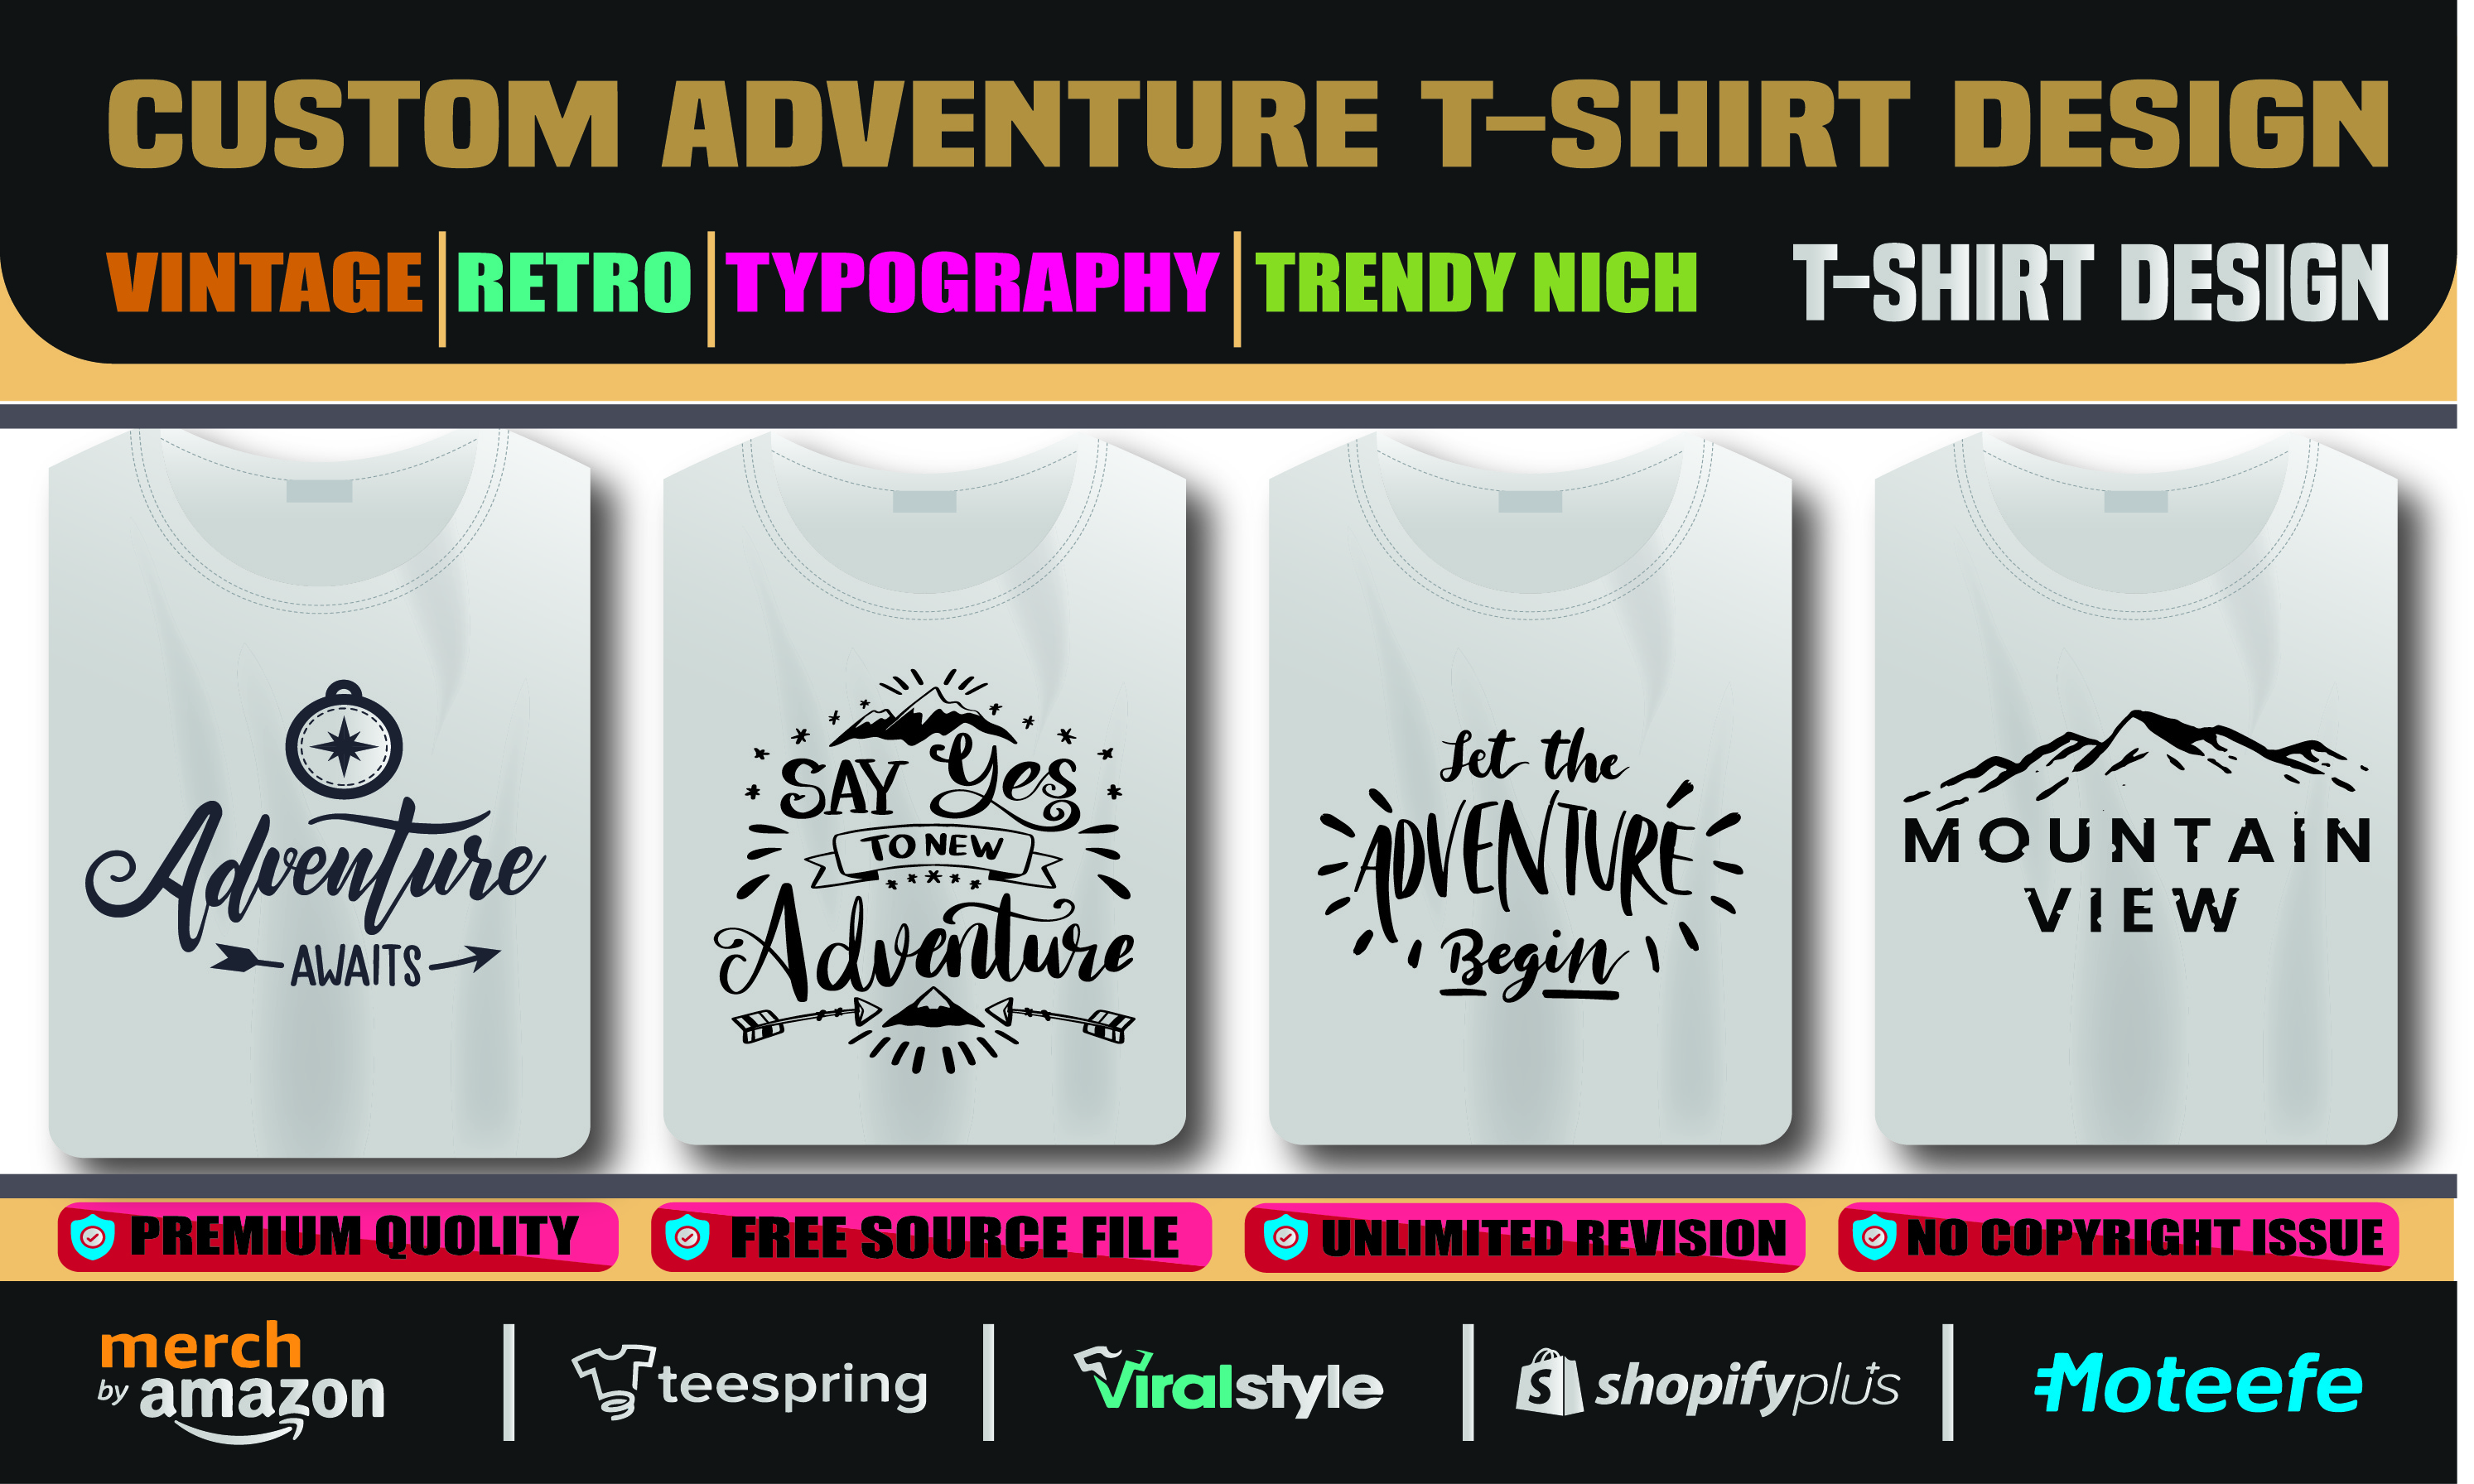 CUSTOM ADVENTURE T-SHIRT DESIGN
VINTAGE RETRO TYPOGRAPHY TRENDY NICH T-SHIRT DESIGN
Adventure
AWAITS
SAY Yes
TO NEW
Adventure
Let the
ADVENTURE
Begin
MOUNTAIN
VIEW
PREMIUM QUOLITY
FREE SOURCE FILE
UNLIMITED REVISION
NO COPYRIGHT ISSUE
merch
by amazon
teespring
Viralstyle
S shopifyplus
Moteefe